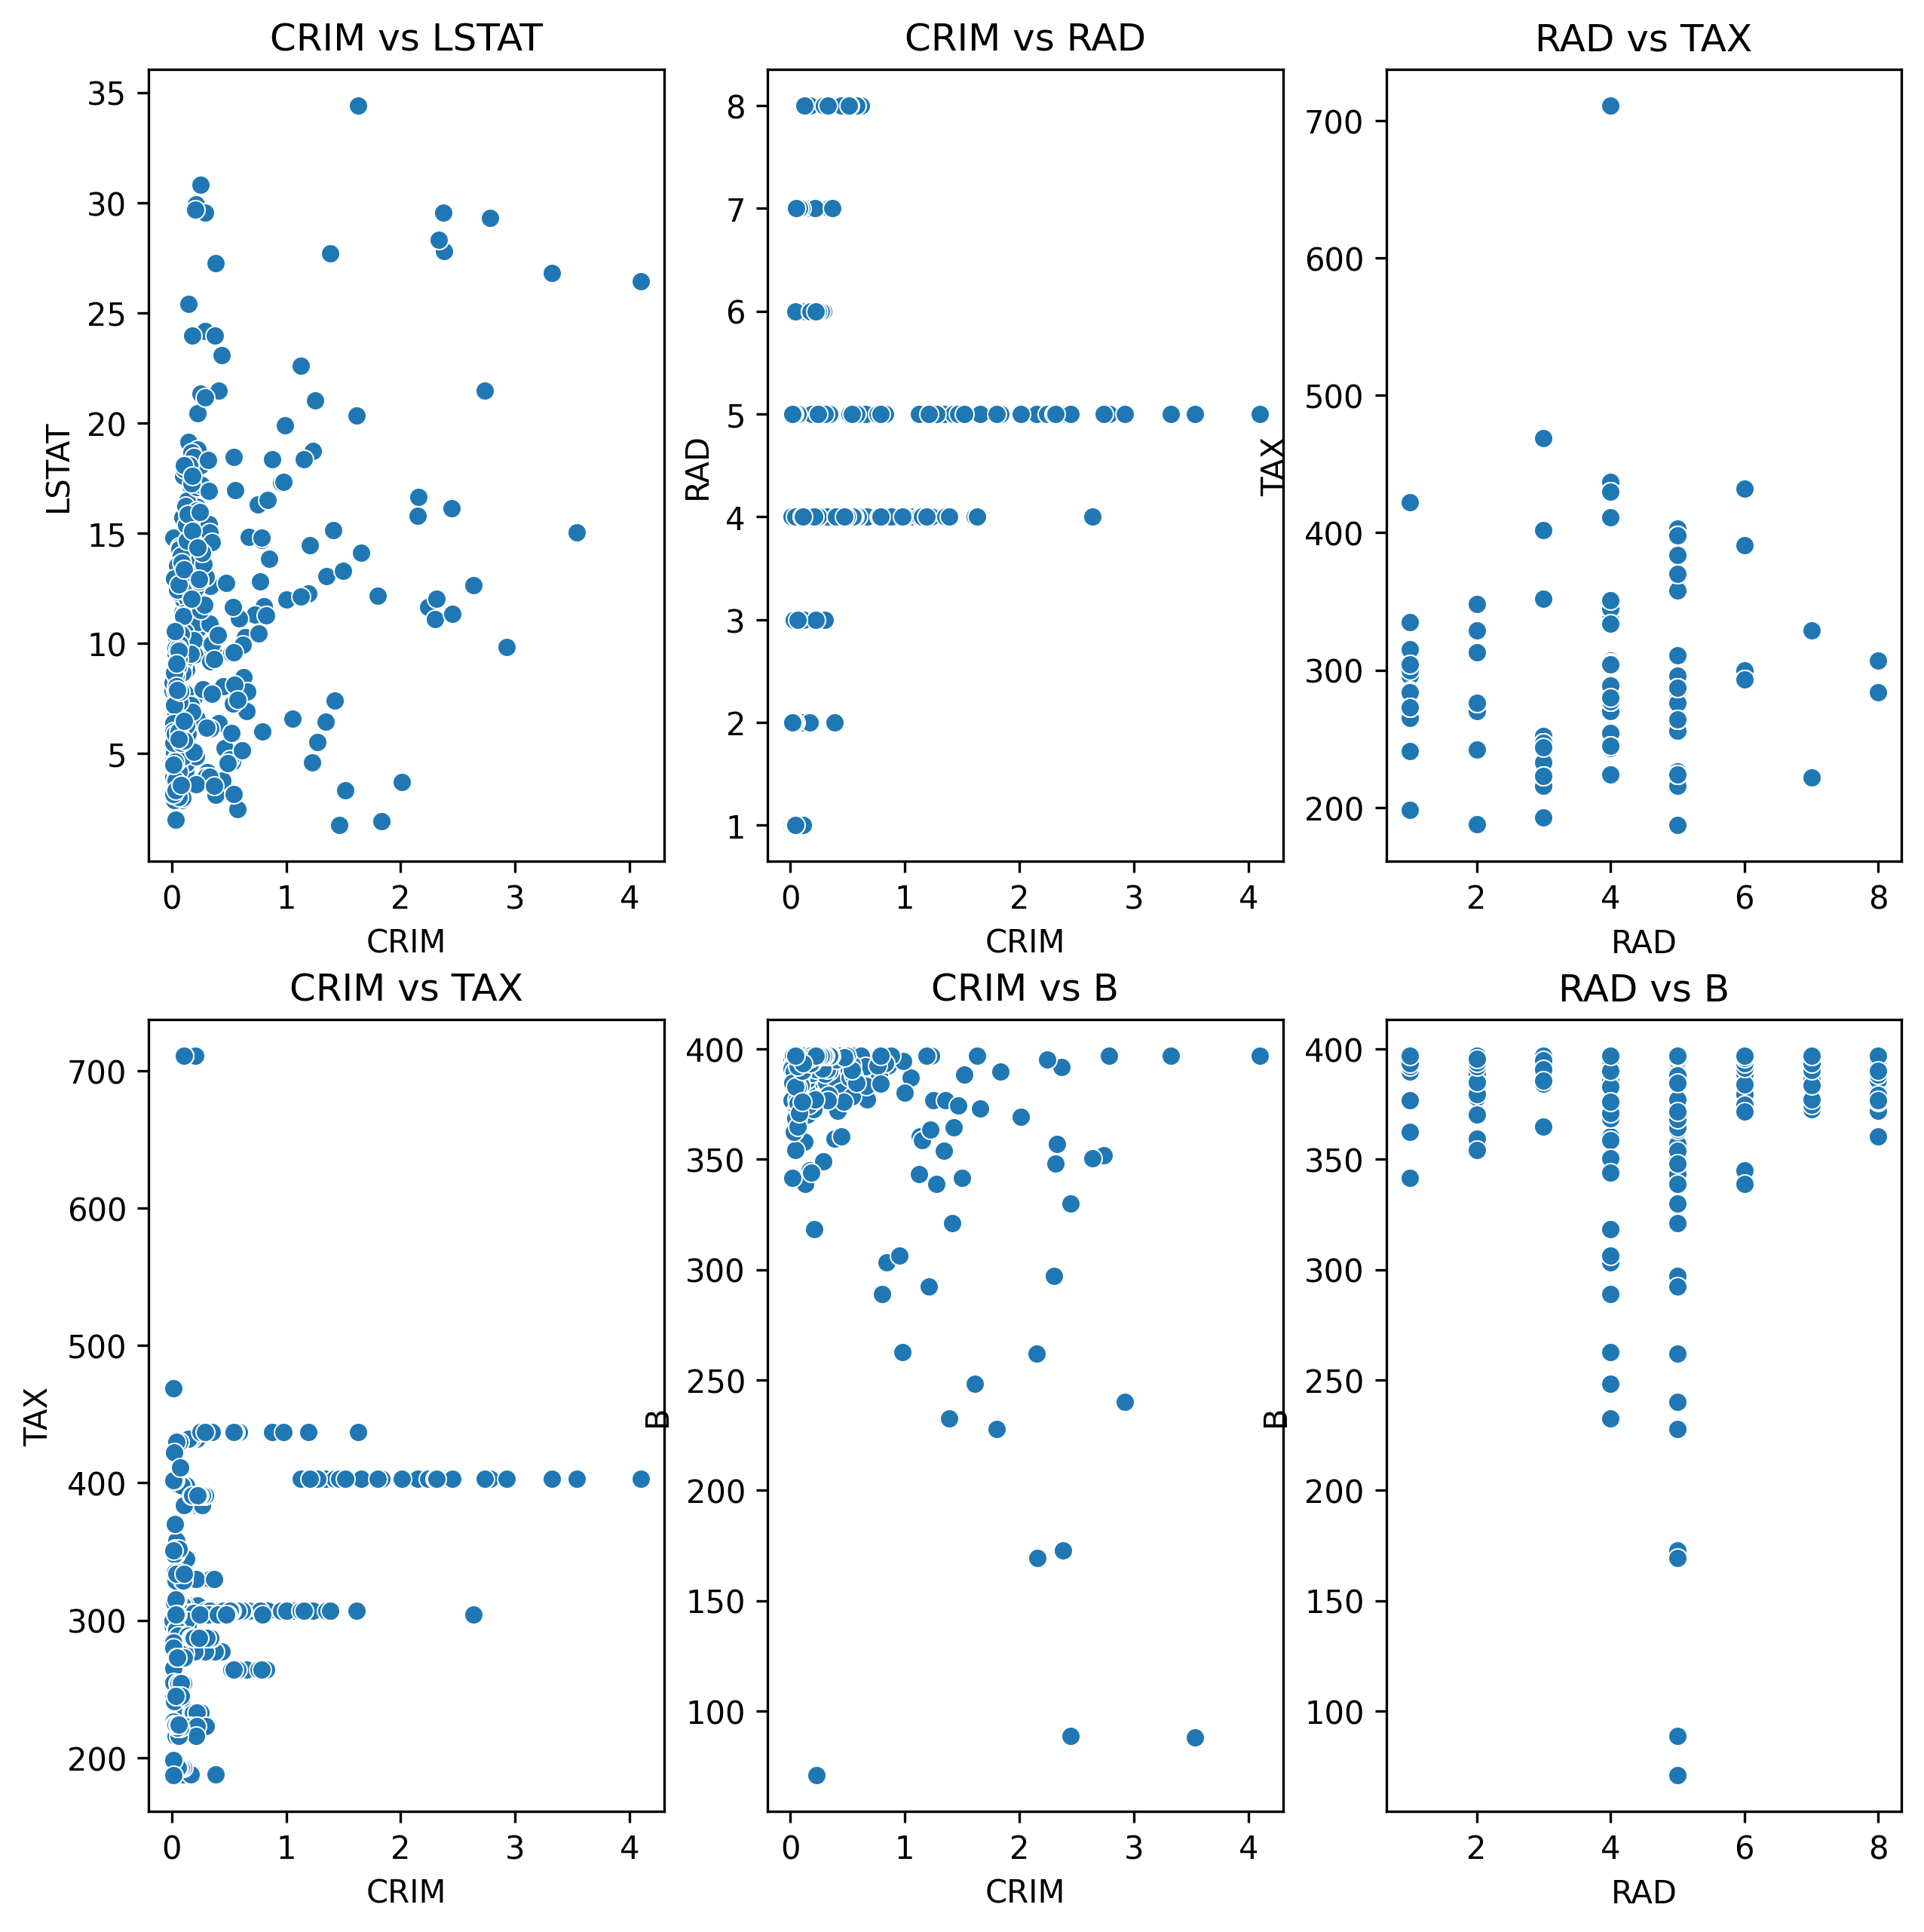 CRIM vs LSTAT
35
30
25
20
15
10
5
LSTAT
0 1 2 3 4
CRIM
CRIM vs RAD
8
7
6
5
4
3
2
1
RAD
0 1 2 3 4
CRIM
RAD vs TAX
700
600
500
400
300
200
TAX
2 4 6 8
RAD
CRIM vs TAX
700
600
500
400
300
200
TAX
0 1 2 3 4
CRIM
CRIM vs B
400
350
300
250
200
150
100
B
0 1 2 3 4
CRIM
RAD vs B
400
350
300
250
200
150
100
B
2 4 6 8
RAD